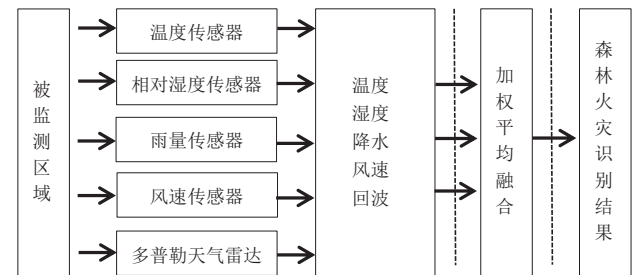 被监测区域
温度传感器
相对湿度传感器
雨量传感器
风速传感器
多普勒天气雷达
温度
湿度
降水
风速
回波
加权平均融合
森林火灾识别结果